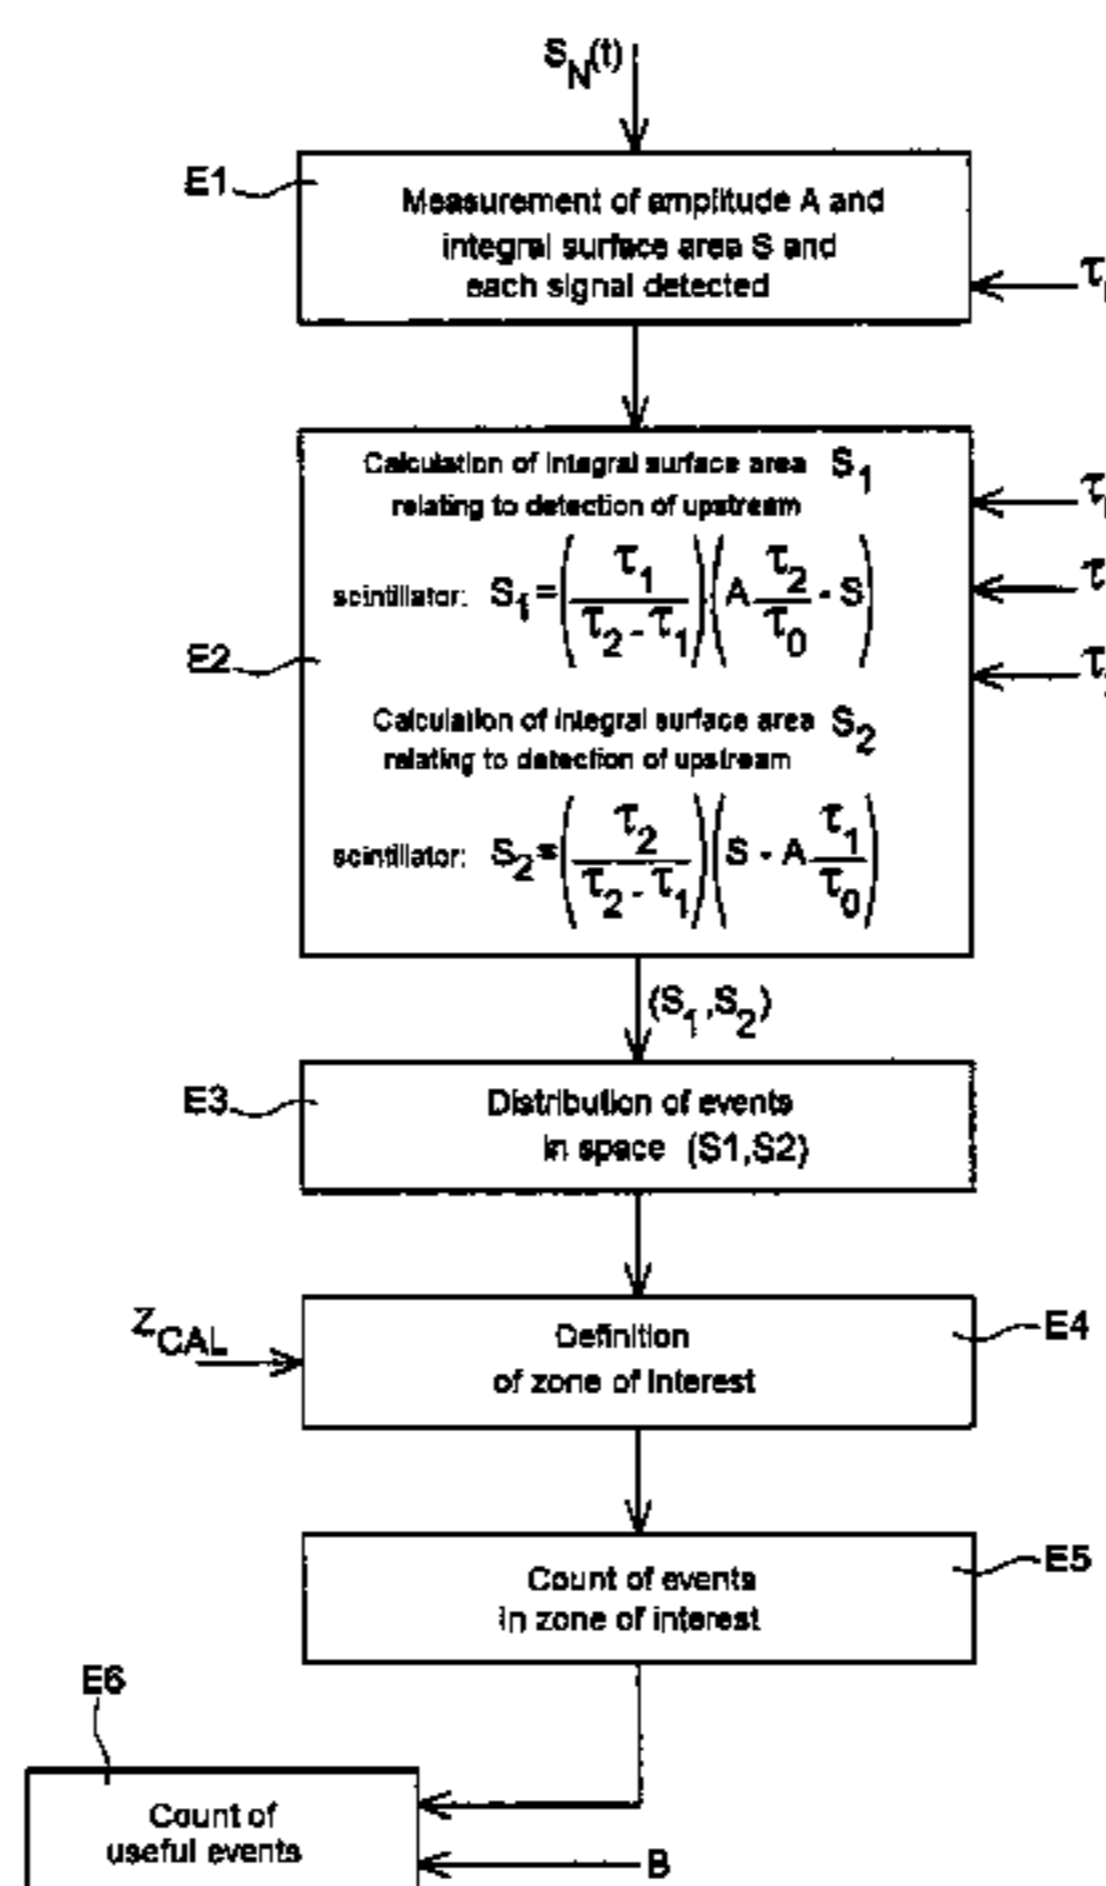 S_N(t)
E1
Measurement of amplitude A and
integral surface area S and
each signal detected
τ
Calculation of integral surface area S_1
relating to detection of upstream
τ
scintillator: S_1 = (τ_1 / (τ_2 - τ_1)) . (A τ_2/τ_0 - S)
τ
E2
τ
Calculation of integral surface area S_2
relating to detection of upstream
scintillator: S_2 = (τ_2 / (τ_2 - τ_1)) (S - A τ_1/τ_0)
(S_1,S_2)
E3
Distribution of events
in space (S1,S2)
Z_CAL
E4
Definition
of zone of interest
E5
Count of events
in zone of interest
E6
Count of
useful events
B